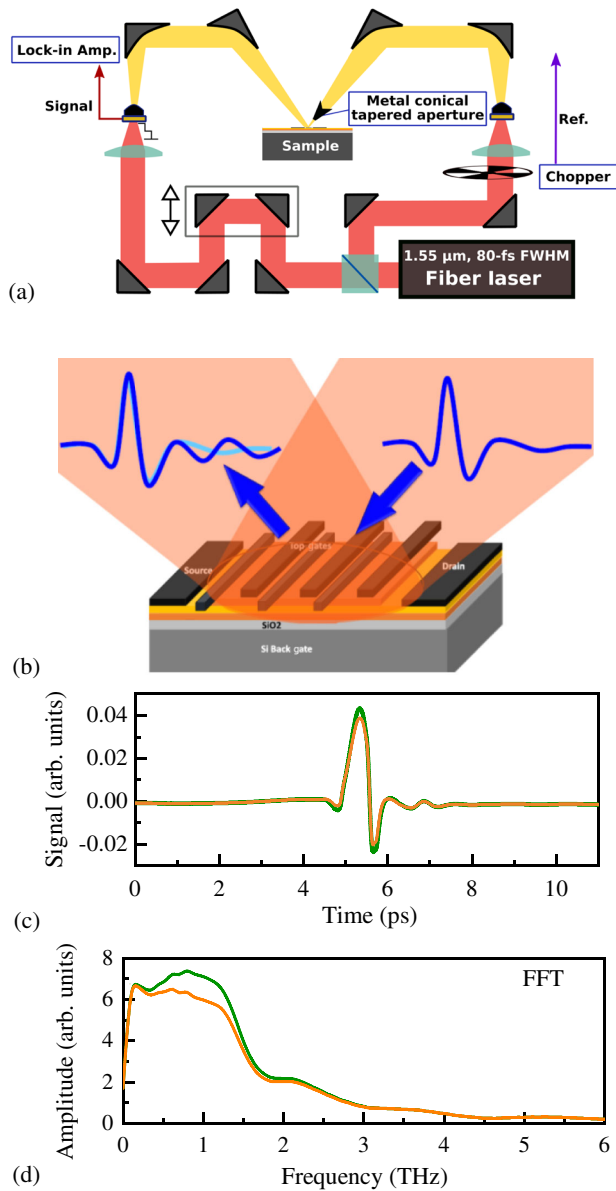 Lock-in Amp.
Signal
Metal conical
tapered aperture
Sample
Ref.
Chopper
1.55 µm, 80-fs FWHM
Fiber laser
(a)
Top gates
Source
Drain
SiO2
Si Back gate
(b)
Signal (arb. units)
0.04
0.02
0.00
-0.02
0 2 4 6 8 10
Time (ps)
(c)
Amplitude (arb. units)
8
6
4
2
0
FFT
0 1 2 3 4 5 6
Frequency (THz)
(d)